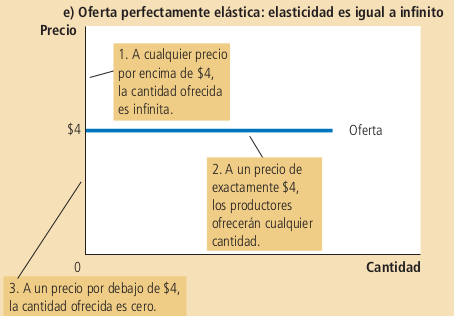 e) Oferta perfectamente elástica: elasticidad es igual a infinito
Precio
1. A cualquier precio
por encima de $4,
la cantidad ofrecida
es infinita.
$4
Oferta
2. A un precio de
exactamente $4,
los productores
ofrecerán cualquier
cantidad.
0
Cantidad
3. A un precio por debajo de $4,
la cantidad ofrecida es cero.